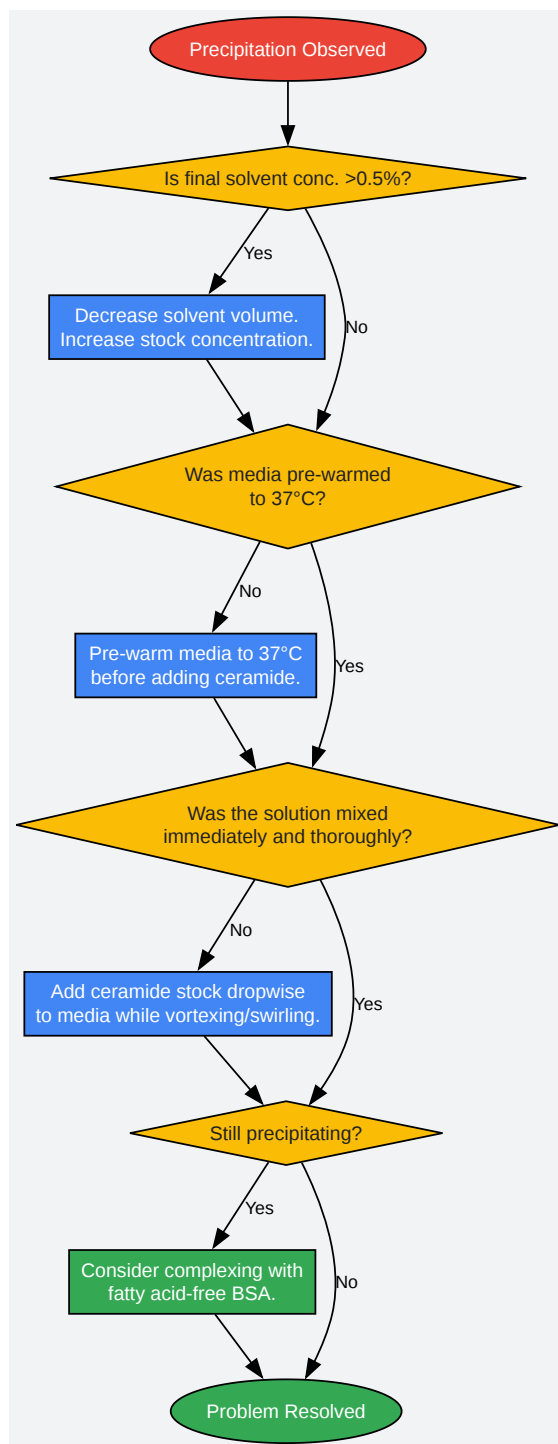 Precipitation Observed
Is final solvent conc. >0.5%?
Yes
Decrease solvent volume.
Increase stock concentration.
No
Was media pre-warmed
to 37°C?
No
Pre-warm media to 37°C
before adding ceramide.
Yes
Was the solution mixed
immediately and thoroughly?
No
Add ceramide stock dropwise
to media while vortexing/swirling.
Yes
Still precipitating?
Yes
Consider complexing with
fatty acid-free BSA.
No
Problem Resolved